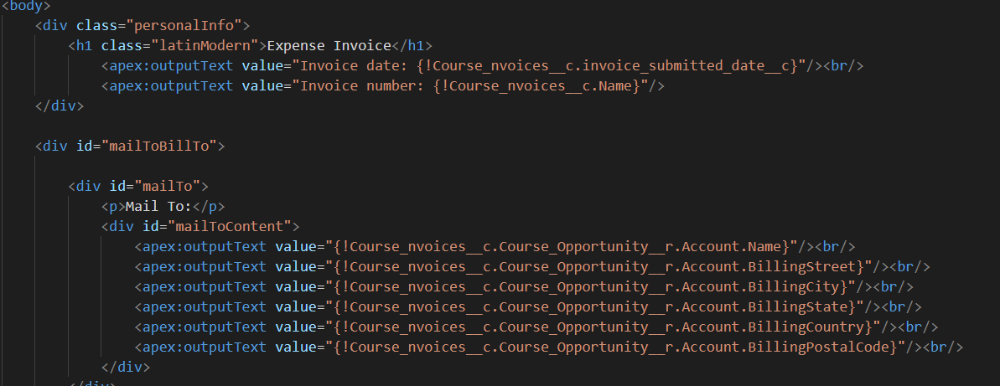 <body>
<div class="personalInfo">
<h1 class="latinModern">Expense Invoice</h1>
<apex:outputText value="Invoice date: {!Course_nvoices__c.invoice_submitted_date__c}"/><br/>
<apex:outputText value="Invoice number: {!Course_nvoices__c.Name}"/>
</div>
<div id="mailToBillTo">
<div id="mailTo">
<p>Mail To:</p>
<div id="mailToContent">
<apex:outputText value="{!Course_nvoices__c.Course_Opportunity__r.Account.Name}"/><br/>
<apex:outputText value="{!Course_nvoices__c.Course_Opportunity__r.Account.BillingStreet}"/><br/>
<apex:outputText value="{!Course_nvoices__c.Course_Opportunity__r.Account.BillingCity}"/><br/>
<apex:outputText value="{!Course_nvoices__c.Course_Opportunity__r.Account.BillingState}"/><br/>
<apex:outputText value="{!Course_nvoices__c.Course_Opportunity__r.Account.BillingCountry}"/><br/>
<apex:outputText value="{!Course_nvoices__c.Course_Opportunity__r.Account.BillingPostalCode}"/><br/>
</div>
</div>